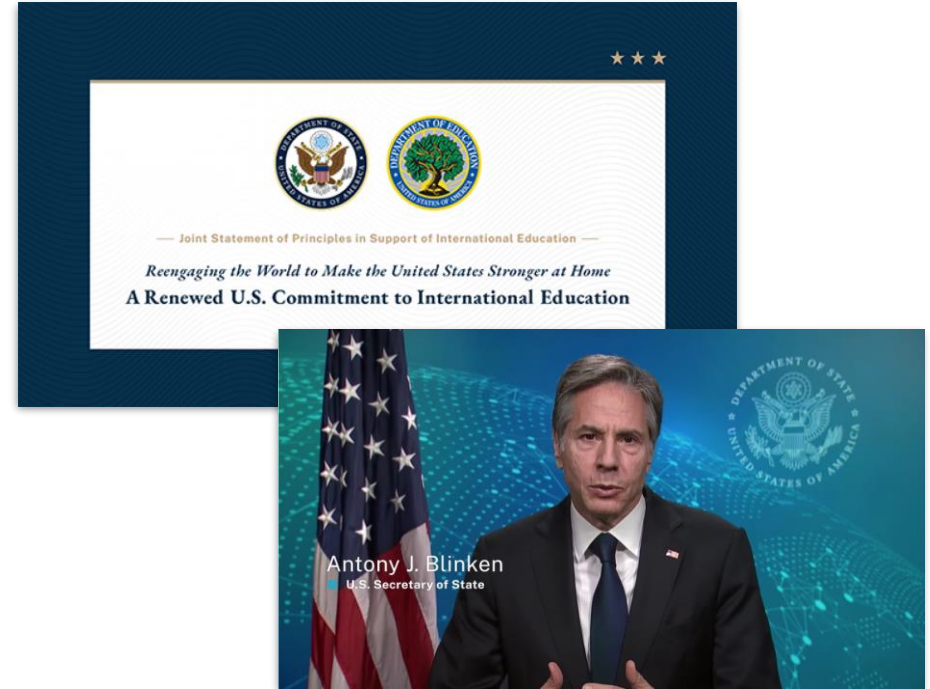 DEPARTMENT OF STATE
UNITED STATES OF AMERICA
DEPARTMENT OF EDUCATION
UNITED STATES OF AMERICA
Joint Statement of Principles in Support of International Education
Reengaging the World to Make the United States Stronger at Home
A Renewed U.S. Commitment to International Education
DEPARTMENT OF STATE
UNITED STATES OF AMERICA
Antony J. Blinken
U.S. Secretary of State